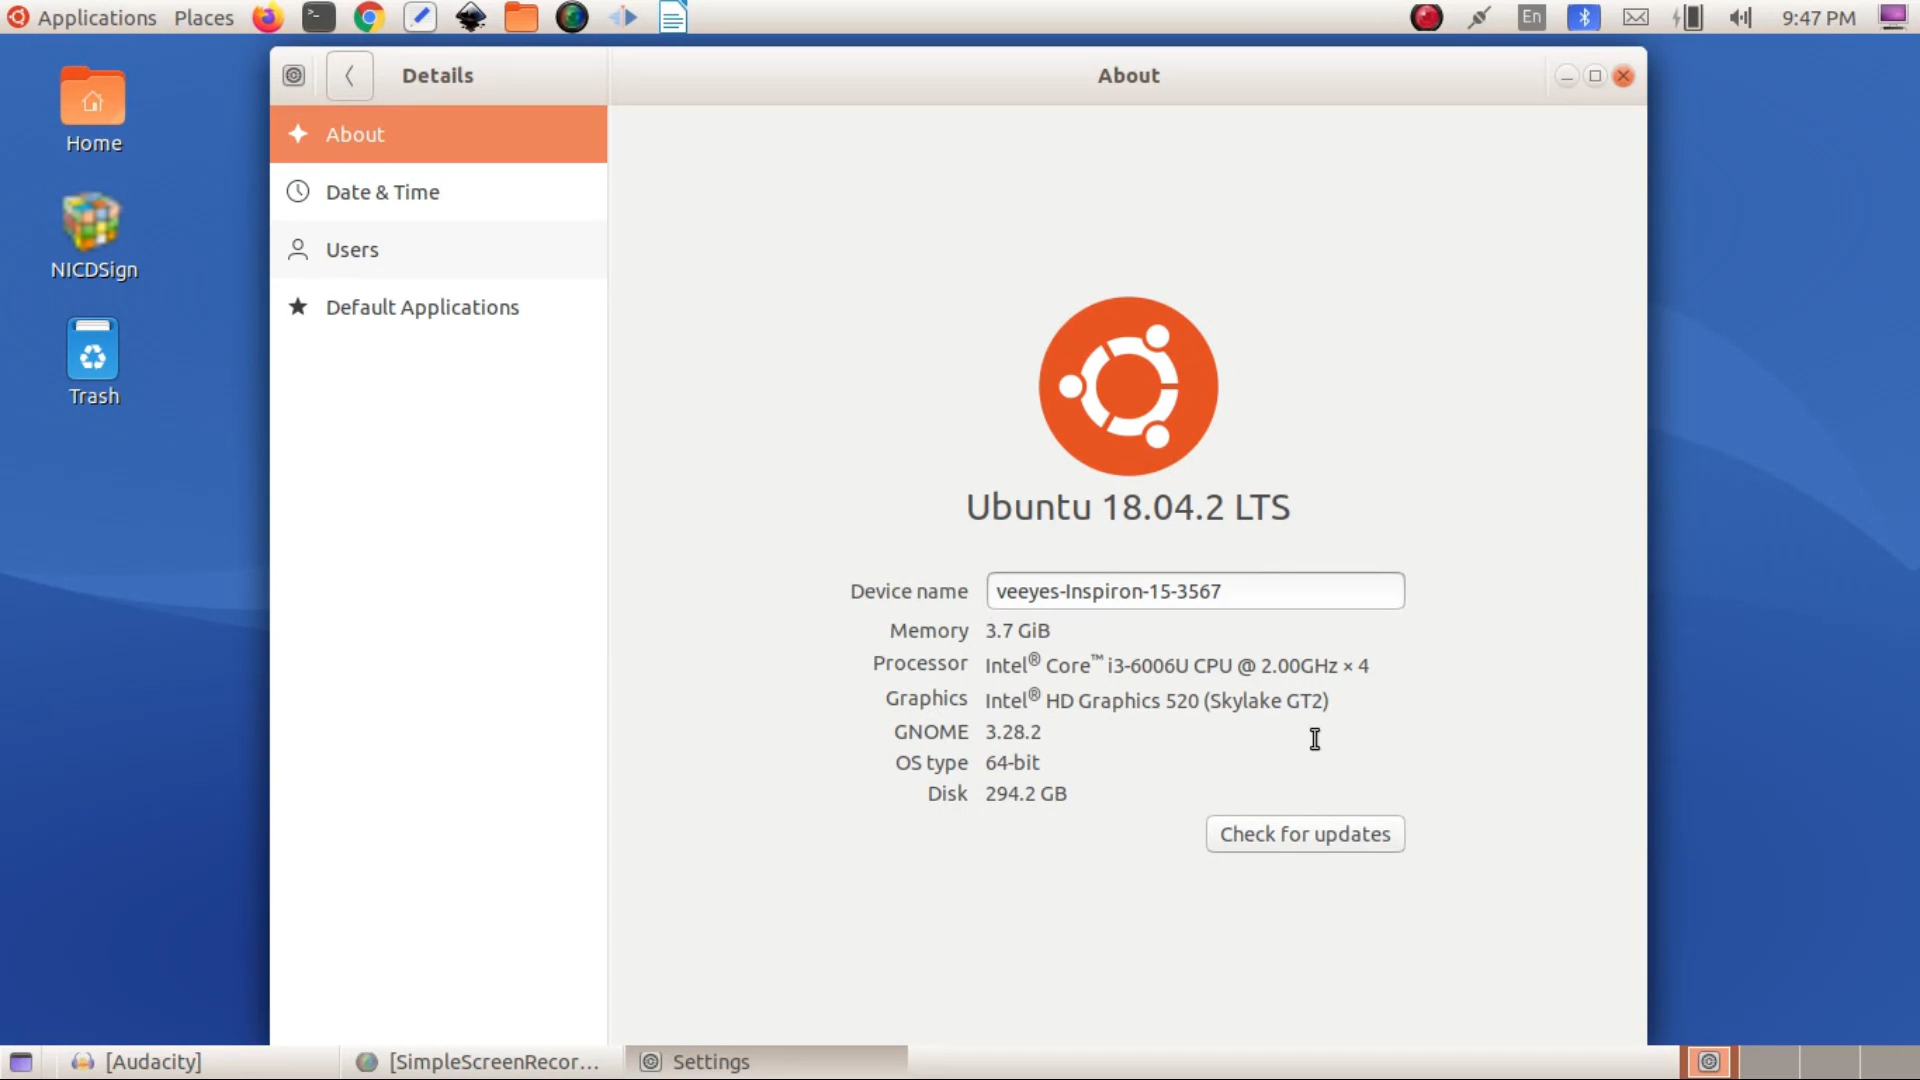 Applications Places En 9:47 PM
Home
NICDSign
Trash
Details
About
About
Date & Time
Users
Default Applications
Ubuntu 18.04.2 LTS
Device name veeyes-Inspiron-15-3567
Memory 3.7 GiB
Processor Intel® Core™ i3-6006U CPU @ 2.00GHz × 4
Graphics Intel® HD Graphics 520 (Skylake GT2)
GNOME 3.28.2
OS type 64-bit
Disk 294.2 GB
Check for updates
[Audacity] [SimpleScreenRecor... Settings